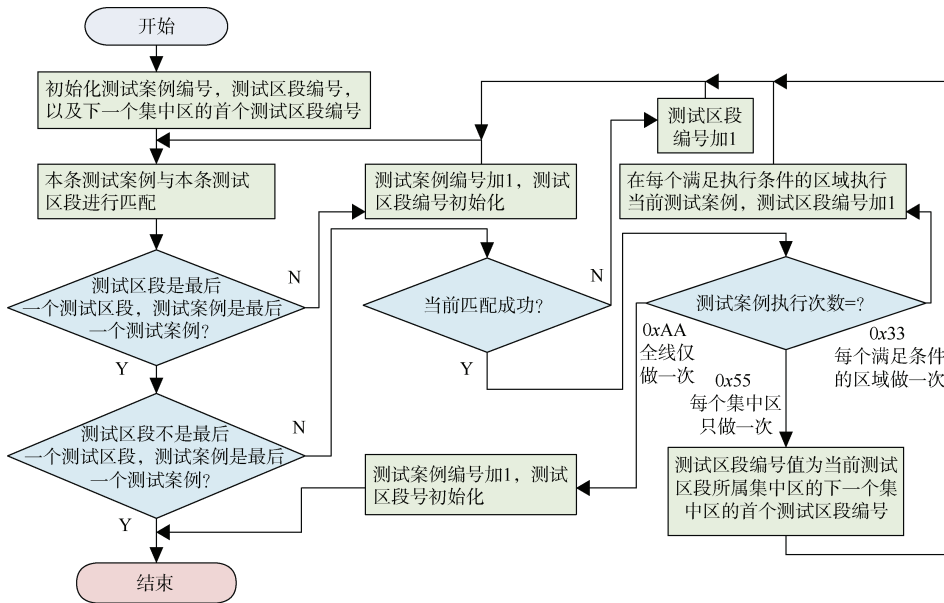 开始
初始化测试案例编号，测试区段编号，
以及下一个集中区的首个测试区段编号
测试区段
编号加1
本条测试案例与本条测试
区段进行匹配
测试案例编号加1，测试
区段编号初始化
在每个满足执行条件的区域执行
当前测试案例，测试区段编号加1
测试区段是最后
一个测试区段，测试案例是最后
一个测试案例？
N
当前匹配成功？
N
测试案例执行次数=？
0xAA
全线仅
做一次
0x33
每个满足条件
的区域做一次
Y
Y
0x55
每个集中区
只做一次
测试区段不是最后
一个测试区段，测试案例是最后
一个测试案例？
N
测试案例编号加1，测试
区段号初始化
测试区段编号值为当前测试
区段所属集中区的下一个集
中区的首个测试区段编号
Y
结束